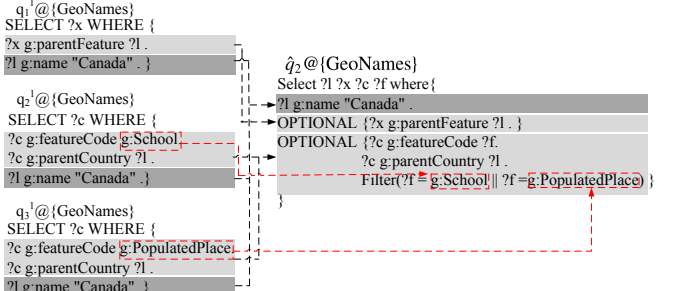 q₁¹@{GeoNames}
SELECT ?x WHERE {
?x g:parentFeature ?l .
?l g:name "Canada" . }
q₂¹@{GeoNames}
SELECT ?c WHERE {
?c g:featureCode g:School.
?c g:parentCountry ?l .
?l g:name "Canada" .}
q₃¹@{GeoNames}
SELECT ?c WHERE {
?c g:featureCode g:PopulatedPlace.
?c g:parentCountry ?l .
?l g:name "Canada" . }
q̂₂@{GeoNames}
Select ?l ?x ?c ?f where{
?l g:name "Canada" .
OPTIONAL {?x g:parentFeature ?l . }
OPTIONAL {?c g:featureCode ?f.
?c g:parentCountry ?l .
Filter(?f = g:School || ?f =g:PopulatedPlace) }
}